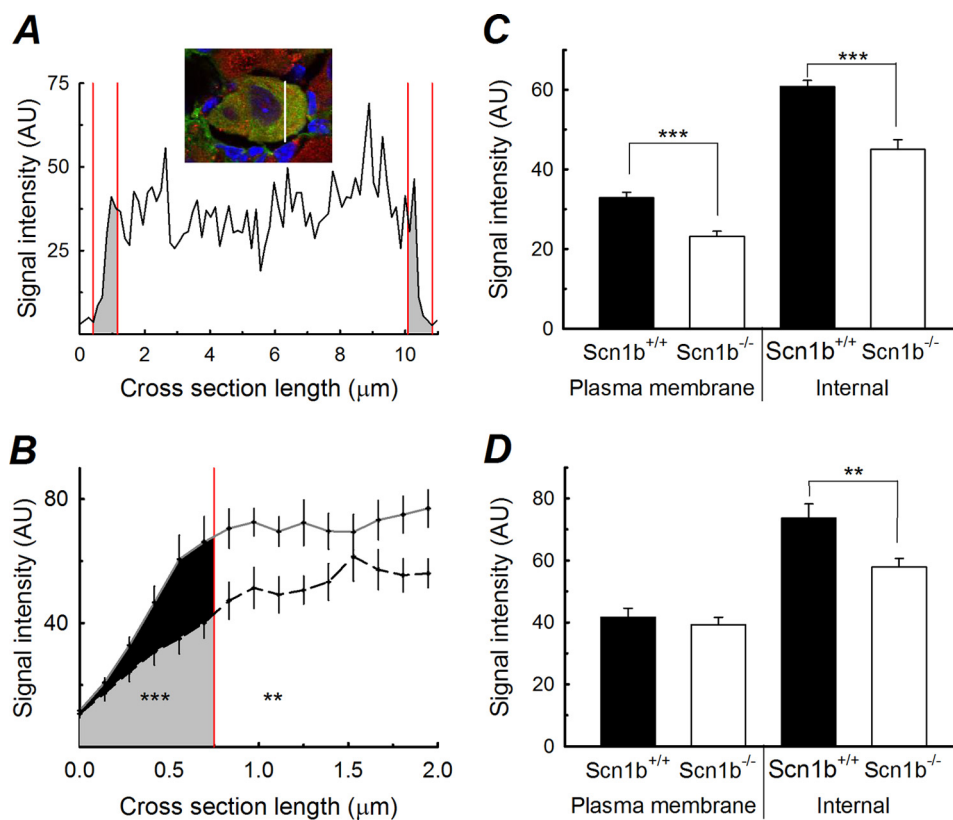 A
Signal intensity (AU)
75
50
25
0 2 4 6 8 10
Cross section length (μm)
B
Signal intensity (AU)
80
40
*** **
0.0 0.5 1.0 1.5 2.0
Cross section length (μm)
C
Signal intensity (AU)
60
40
20
0
***
***
Scn1b+/+ Scn1b-/- Scn1b+/+ Scn1b-/-
Plasma membrane Internal
D
Signal intensity (AU)
80
60
40
20
0
**
Scn1b+/+ Scn1b-/- Scn1b+/+ Scn1b-/-
Plasma membrane Internal